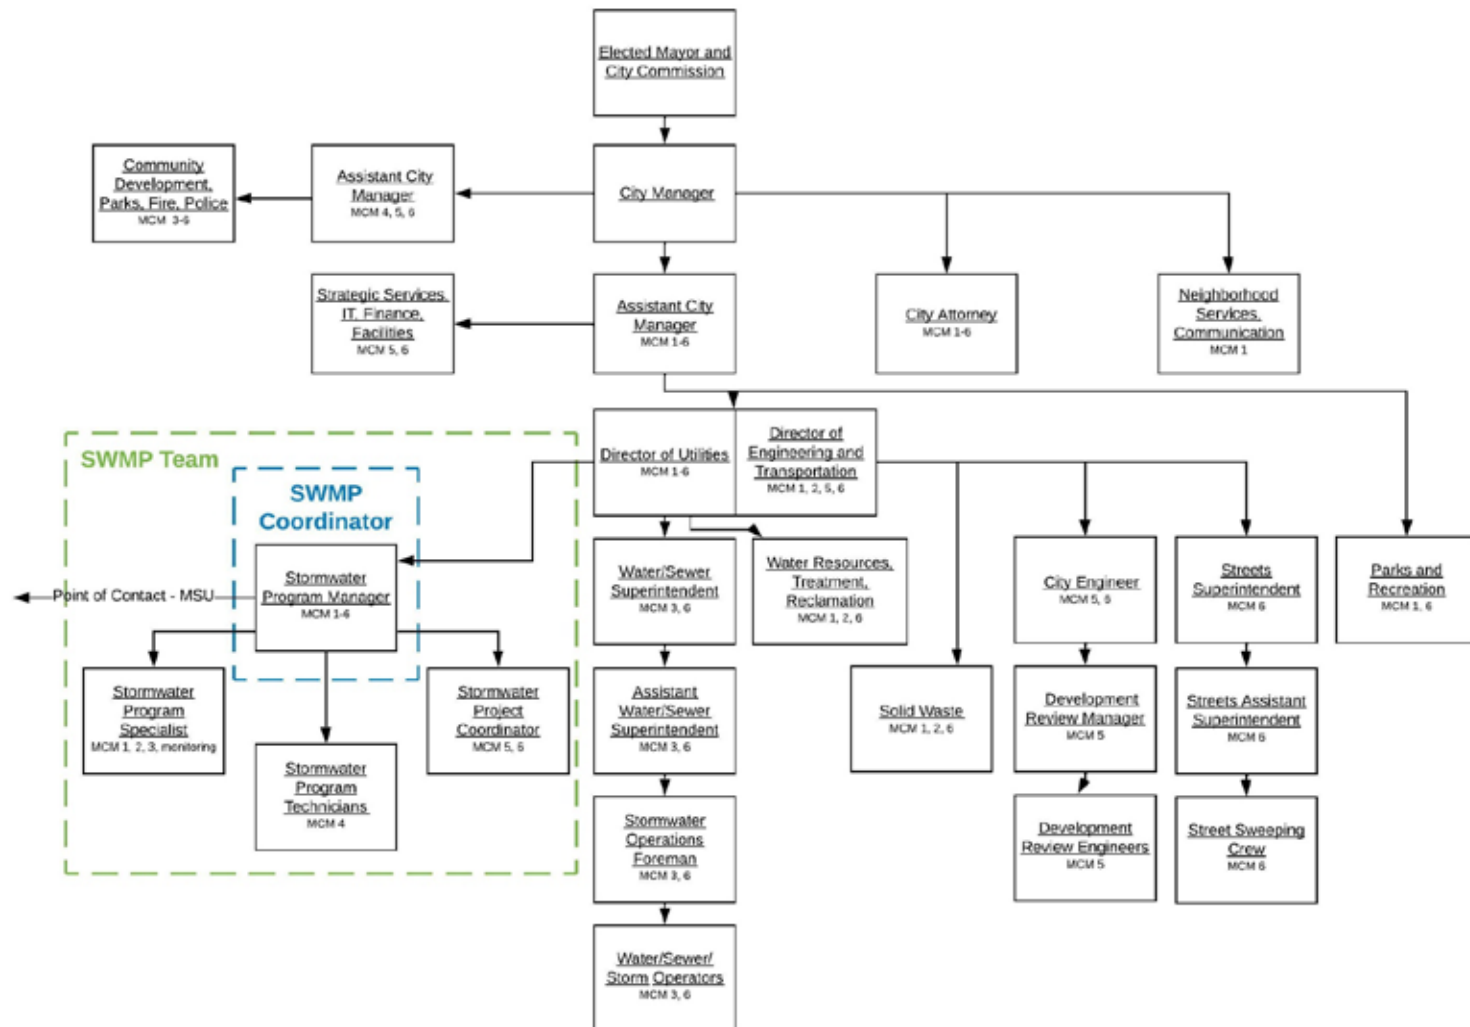 Elected Mayor and
City Commission
Community
Development,
Parks, Fire, Police
MCM 3-6
Assistant City
Manager
MCM 4, 5, 6
City Manager
Strategic Services,
IT, Finance,
Facilities
MCM 5, 6
Assistant City
Manager
MCM 1-6
City Attorney
MCM 1-6
Neighborhood
Services,
Communication
MCM 1
SWMP Team
SWMP
Coordinator
Director of Utilities
MCM 1-6
Director of
Engineering and
Transportation
MCM 1, 2, 5, 6
Point of Contact - MSU
Stormwater
Program Manager
MCM 1-6
Water/Sewer
Superintendent
MCM 3, 6
Water Resources,
Treatment,
Reclamation
MCM 1, 2, 6
City Engineer
MCM 5, 6
Streets
Superintendent
MCM 6
Parks and
Recreation
MCM 1, 6
Stormwater
Program
Specialist
MCM 1, 2, 3, monitoring
Stormwater
Program
Technicians
MCM 4
Stormwater
Project
Coordinator
MCM 5, 6
Assistant
Water/Sewer
Superintendent
MCM 3, 6
Solid Waste
MCM 1, 2, 6
Development
Review Manager
MCM 5
Streets Assistant
Superintendent
MCM 6
Stormwater
Operations
Foreman
MCM 3, 6
Development
Review Engineers
MCM 5
Street Sweeping
Crew
MCM 6
Water/Sewer/
Storm Operators
MCM 3, 6